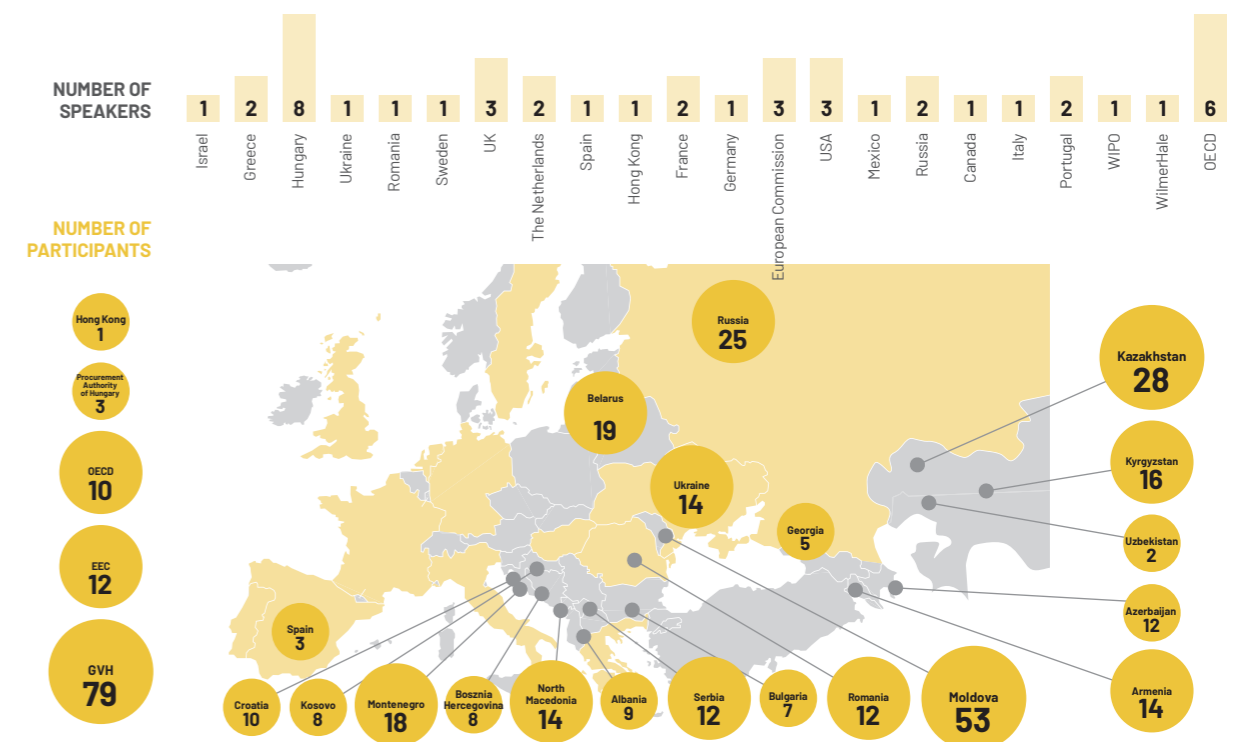 NUMBER OF
SPEAKERS
1
2
8
1
1
1
3
2
1
1
2
1
3
3
1
2
1
1
2
1
1
6
Israel
Greece
Hungary
Ukraine
Romania
Sweden
UK
The Netherlands
Spain
Hong Kong
France
Germany
European Commission
USA
Mexico
Russia
Canada
Italy
Portugal
WIPO
WilmerHale
OECD
NUMBER OF
PARTICIPANTS
Hong Kong
1
Procurement
Authority
of Hungary
3
OECD
10
EEC
12
GVH
79
Russia
25
Belarus
19
Ukraine
14
Georgia
5
Spain
3
Kazakhstan
28
Kyrgyzstan
16
Uzbekistan
2
Azerbaijan
12
Armenia
14
Croatia
10
Kosovo
8
Montenegro
18
Bosznia
Hercegovina
8
North
Macedonia
14
Albania
9
Serbia
12
Bulgaria
7
Romania
12
Moldova
53